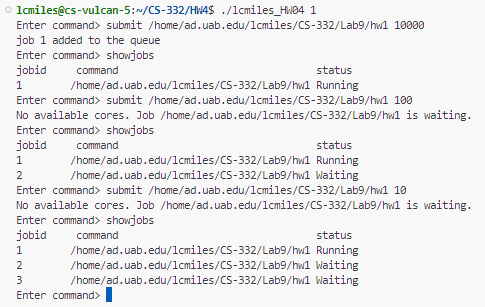 lcmiles@cs-vulcan-5:~/CS-332/HW4$ ./lcmiles_HW04 1
Enter command> submit /home/ad.uab.edu/lcmiles/CS-332/Lab9/hw1 10000
job 1 added to the queue
Enter command> showjobs
jobid command status
1 /home/ad.uab.edu/lcmiles/CS-332/Lab9/hw1 Running
Enter command> submit /home/ad.uab.edu/lcmiles/CS-332/Lab9/hw1 100
No available cores. Job /home/ad.uab.edu/lcmiles/CS-332/Lab9/hw1 is waiting.
Enter command> showjobs
jobid command status
1 /home/ad.uab.edu/lcmiles/CS-332/Lab9/hw1 Running
2 /home/ad.uab.edu/lcmiles/CS-332/Lab9/hw1 Waiting
Enter command> submit /home/ad.uab.edu/lcmiles/CS-332/Lab9/hw1 10
No available cores. Job /home/ad.uab.edu/lcmiles/CS-332/Lab9/hw1 is waiting.
Enter command> showjobs
jobid command status
1 /home/ad.uab.edu/lcmiles/CS-332/Lab9/hw1 Running
2 /home/ad.uab.edu/lcmiles/CS-332/Lab9/hw1 Waiting
3 /home/ad.uab.edu/lcmiles/CS-332/Lab9/hw1 Waiting
Enter command>